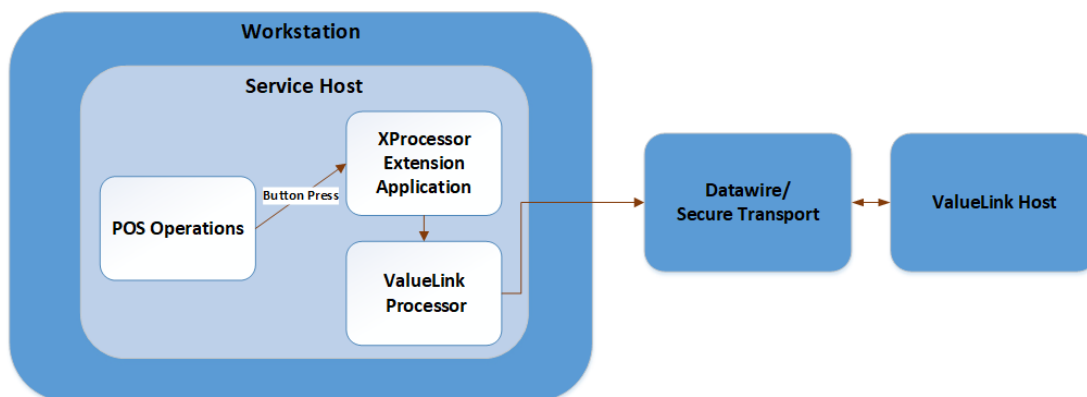 Workstation
Service Host
XProcessor
Extension
Application
Button Press
POS Operations
ValueLink
Processor
Datawire/
Secure Transport
ValueLink Host